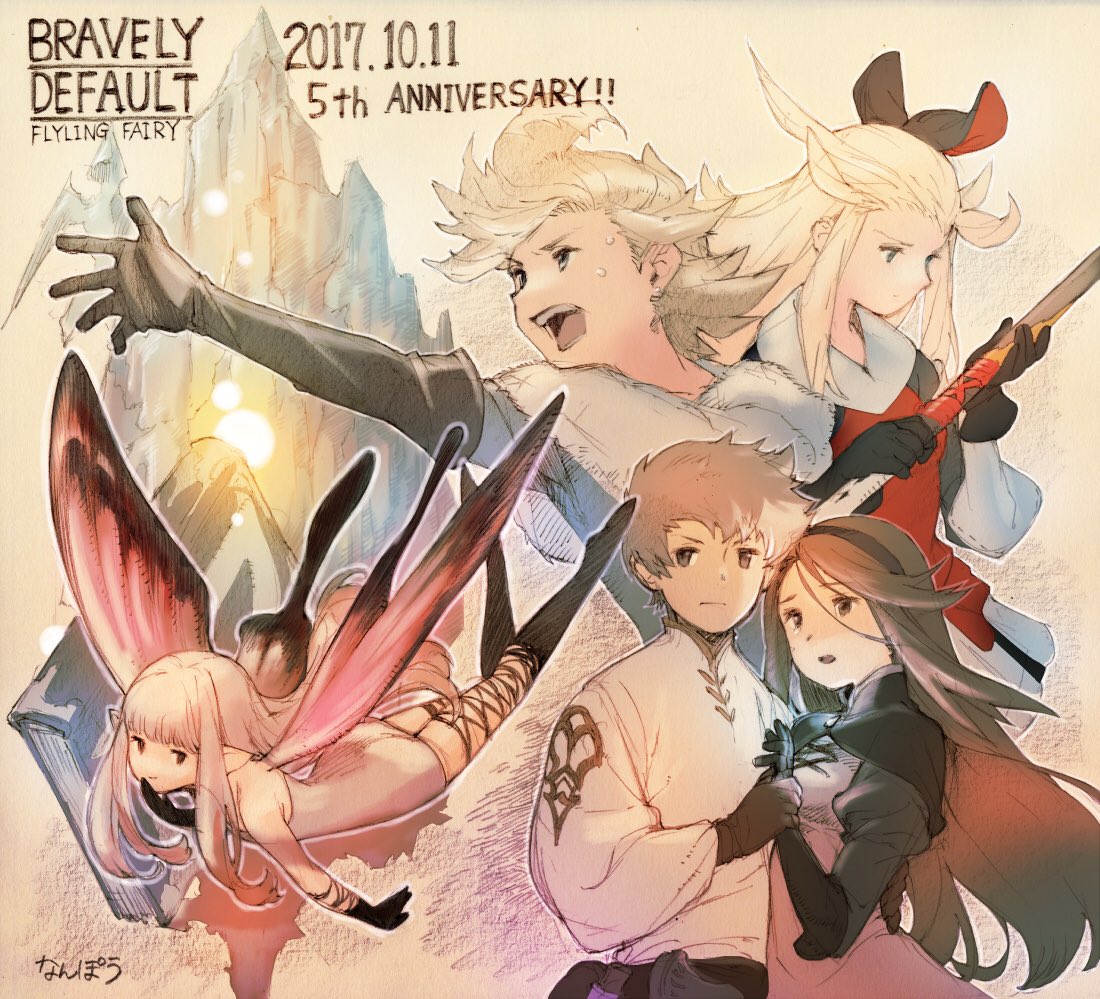 BRAVELY
DEFAULT
FLYLING FAIRY
2017.10.11
5th ANNIVERSARY!!
なんぽう